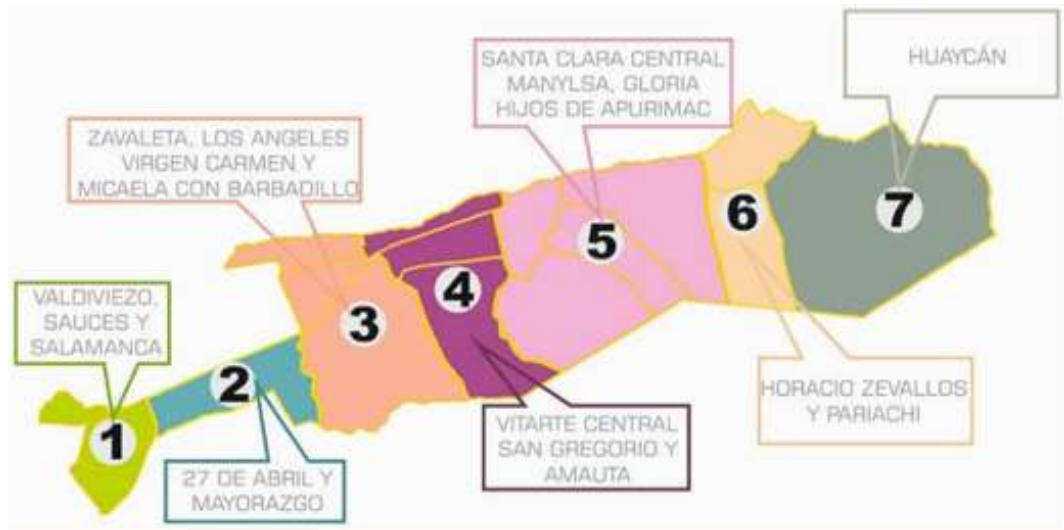 SANTA CLARA CENTRAL
MANYLSA, GLORIA
HIJOS DE APURIMAC
HUAYCÁN
ZAVALETA, LOS ANGELES
VIRGEN CARMEN Y
MICAELA CON BARBADILLO
VALDIVIEZO,
SAUCES Y
SALAMANCA
1
2
3
4
5
6
7
27 DE ABRIL Y
MAYORAZGO
VITARTE CENTRAL
SAN GREGORIO Y
AMAUTA
HORACIO ZEVALLOS
Y PARIACHI